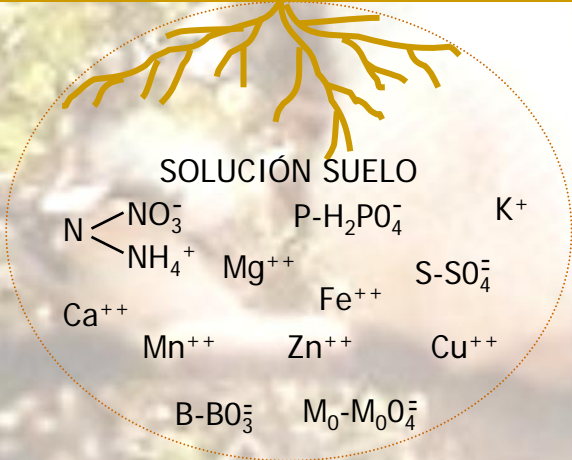 SOLUCIÓN SUELO
N
NO₃⁻
NH₄⁺
P-H₂P0₄⁻
K⁺
Mg⁺⁺
S-S0₄⁼
Fe⁺⁺
Ca⁺⁺
Mn⁺⁺
Zn⁺⁺
Cu⁺⁺
B-B0₃⁼
M₀-M₀0₄⁼